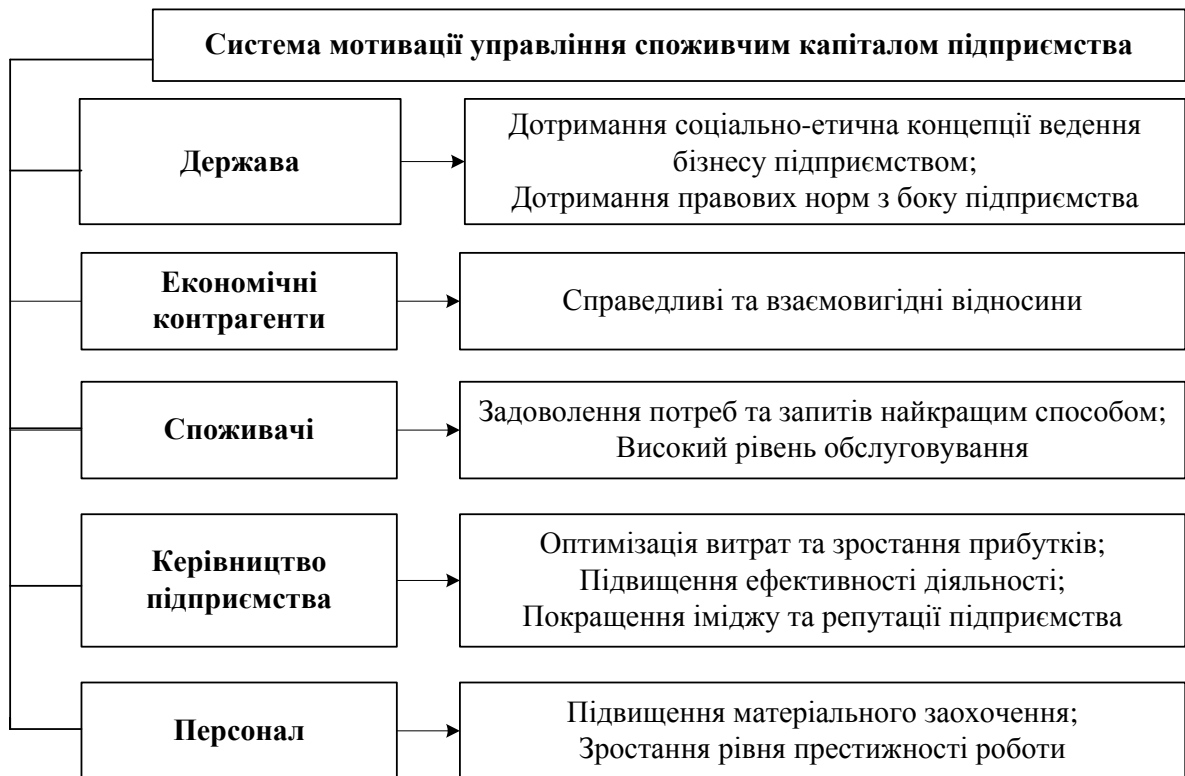 Система мотивації управління споживчим капіталом підприємства
Держава
Дотримання соціально-етична концепції ведення
бізнесу підприємством;
Дотримання правових норм з боку підприємства
Економічні
контрагенти
Справедливі та взаємовигідні відносини
Споживачі
Задоволення потреб та запитів найкращим способом;
Високий рівень обслуговування
Керівництво
підприємства
Оптимізація витрат та зростання прибутків;
Підвищення ефективності діяльності;
Покращення іміджу та репутації підприємства
Персонал
Підвищення матеріального заохочення;
Зростання рівня престижності роботи